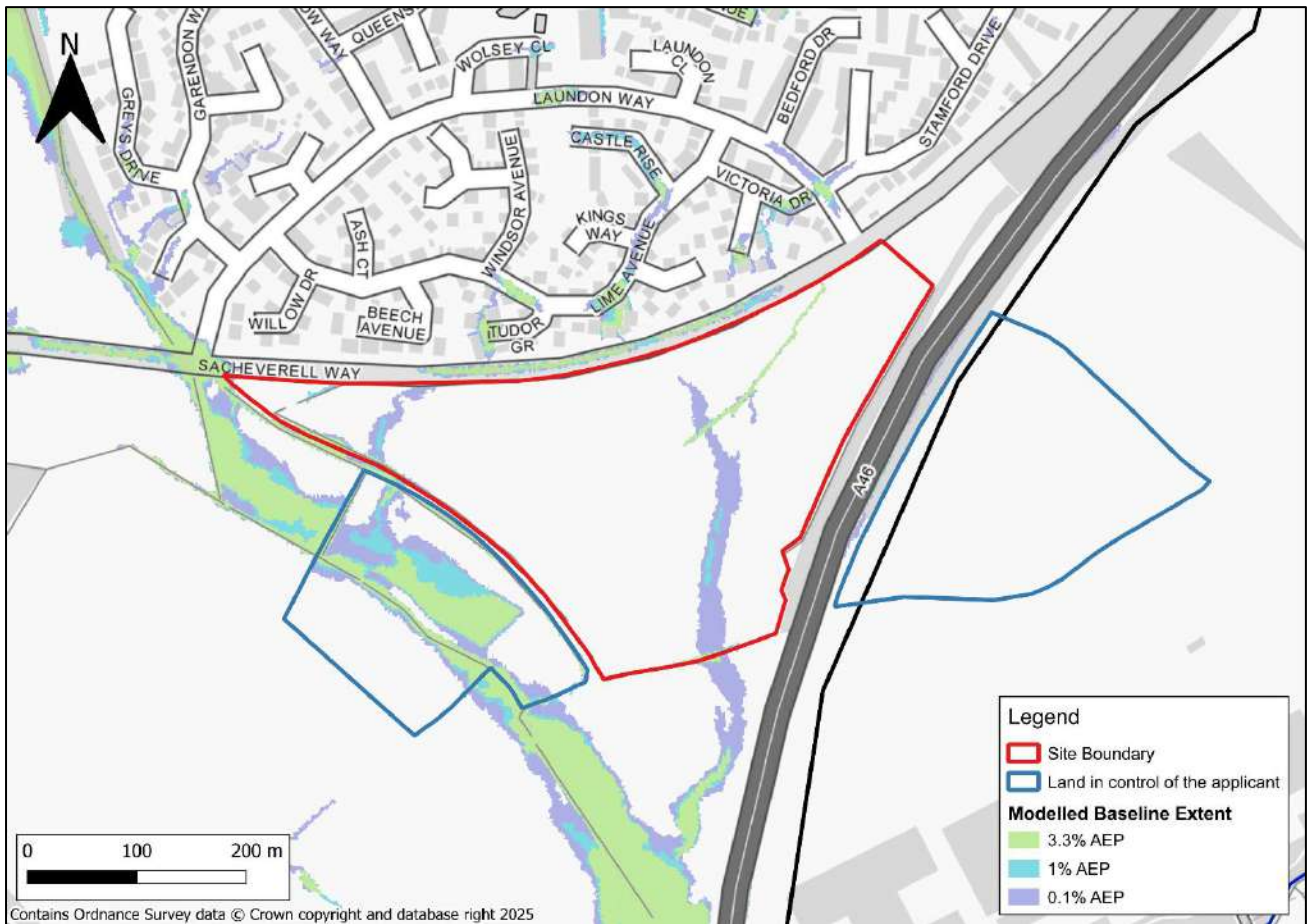 N
GREYS DRIVE
GARENDON WA
OW WAY
QUEENS
WOLSEY CL
LAUNDON
CL
BEDFORD DR
STAMFORD DRIVE
LAUNDON WAY
CASTLE RISE
VICTORIA DR
KINGS
WAY
WINDSOR AVENUE
ASH CT
LIME AVENUE
WILLOW DR
BEECH
AVENUE
TUDOR
GR
SACHEVERELL WAY
A46
Legend
Site Boundary
Land in control of the applicant
Modelled Baseline Extent
3.3% AEP
1% AEP
0.1% AEP
0 100 200 m
Contains Ordnance Survey data © Crown copyright and database right 2025